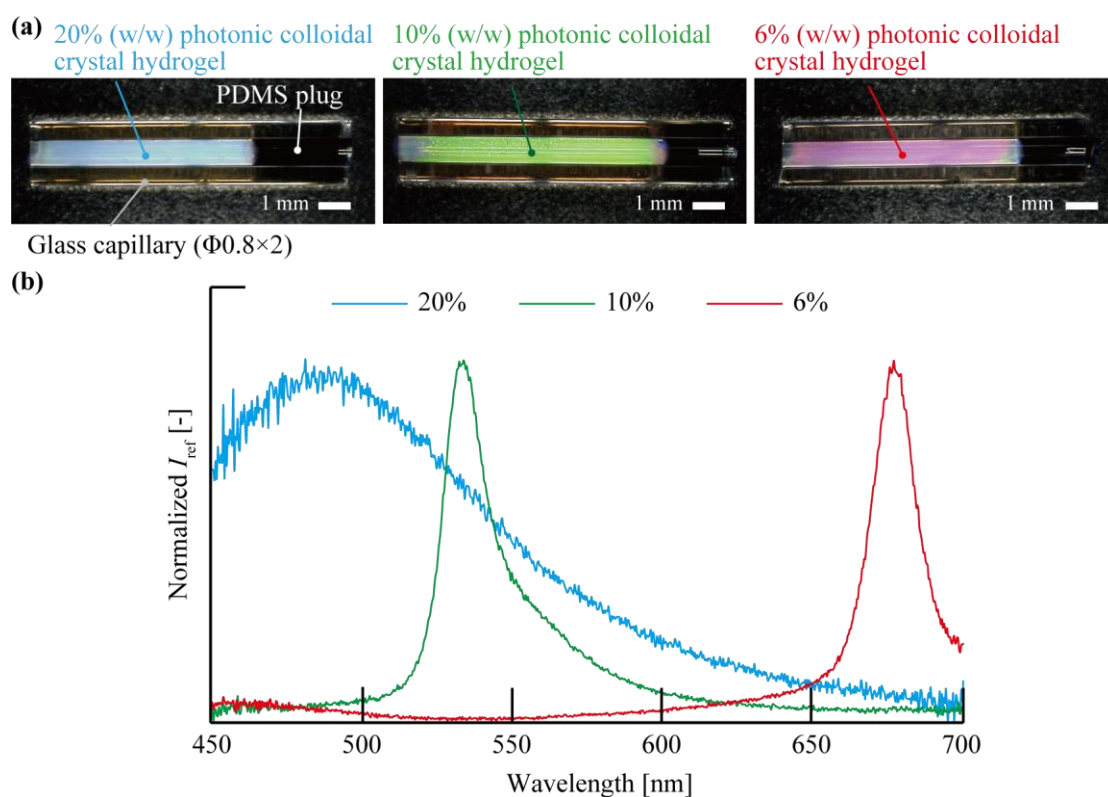 (a)
20% (w/w) photonic colloidal
crystal hydrogel
10% (w/w) photonic colloidal
crystal hydrogel
6% (w/w) photonic colloidal
crystal hydrogel
PDMS plug
1 mm
1 mm
1 mm
Glass capillary (Φ0.8×2)
(b)
20%
10%
6%
Normalized Iref [-]
450
500
550
600
650
700
Wavelength [nm]